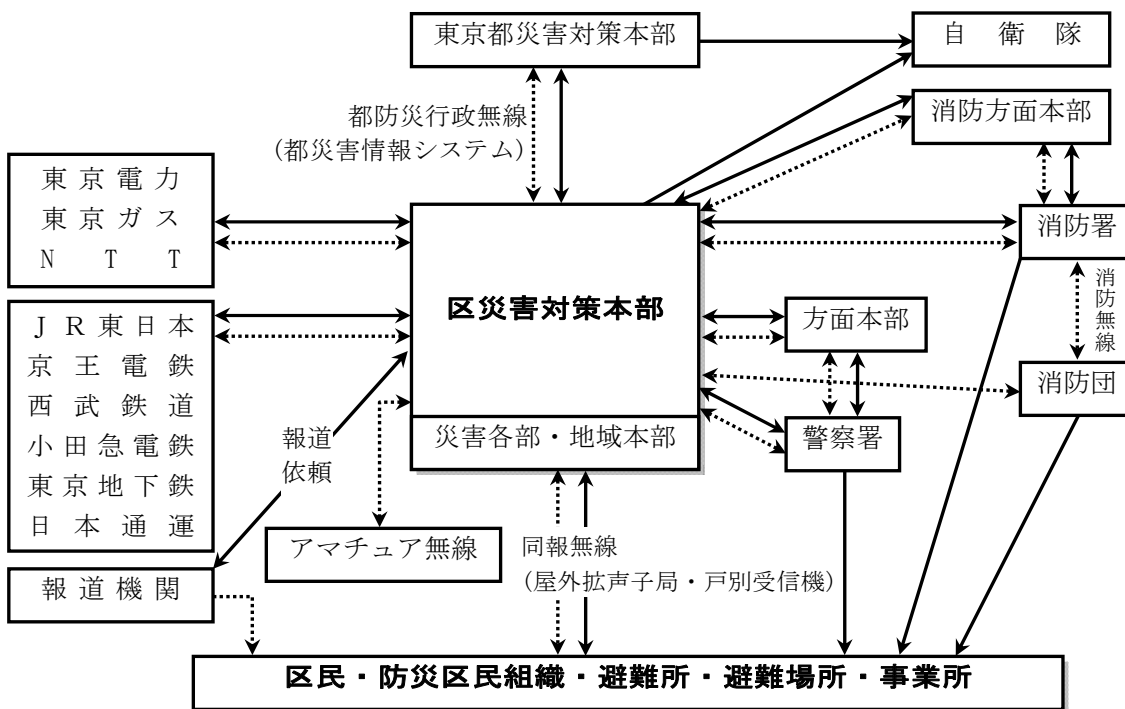 東京都災害対策本部
自衛隊
都防災行政無線
（都災害情報システム）
消防方面本部
東京電力
東京ガス
ＮＴＴ
消防署
消防無線
区災害対策本部
方面本部
ＪＲ東日本
京王電鉄
西武鉄道
小田急電鉄
東京地下鉄
日本通運
消防団
災害各部・地域本部
警察署
報道
依頼
アマチュア無線
同報無線
（屋外拡声子局・戸別受信機）
報道機関
区民・防災区民組織・避難所・避難場所・事業所